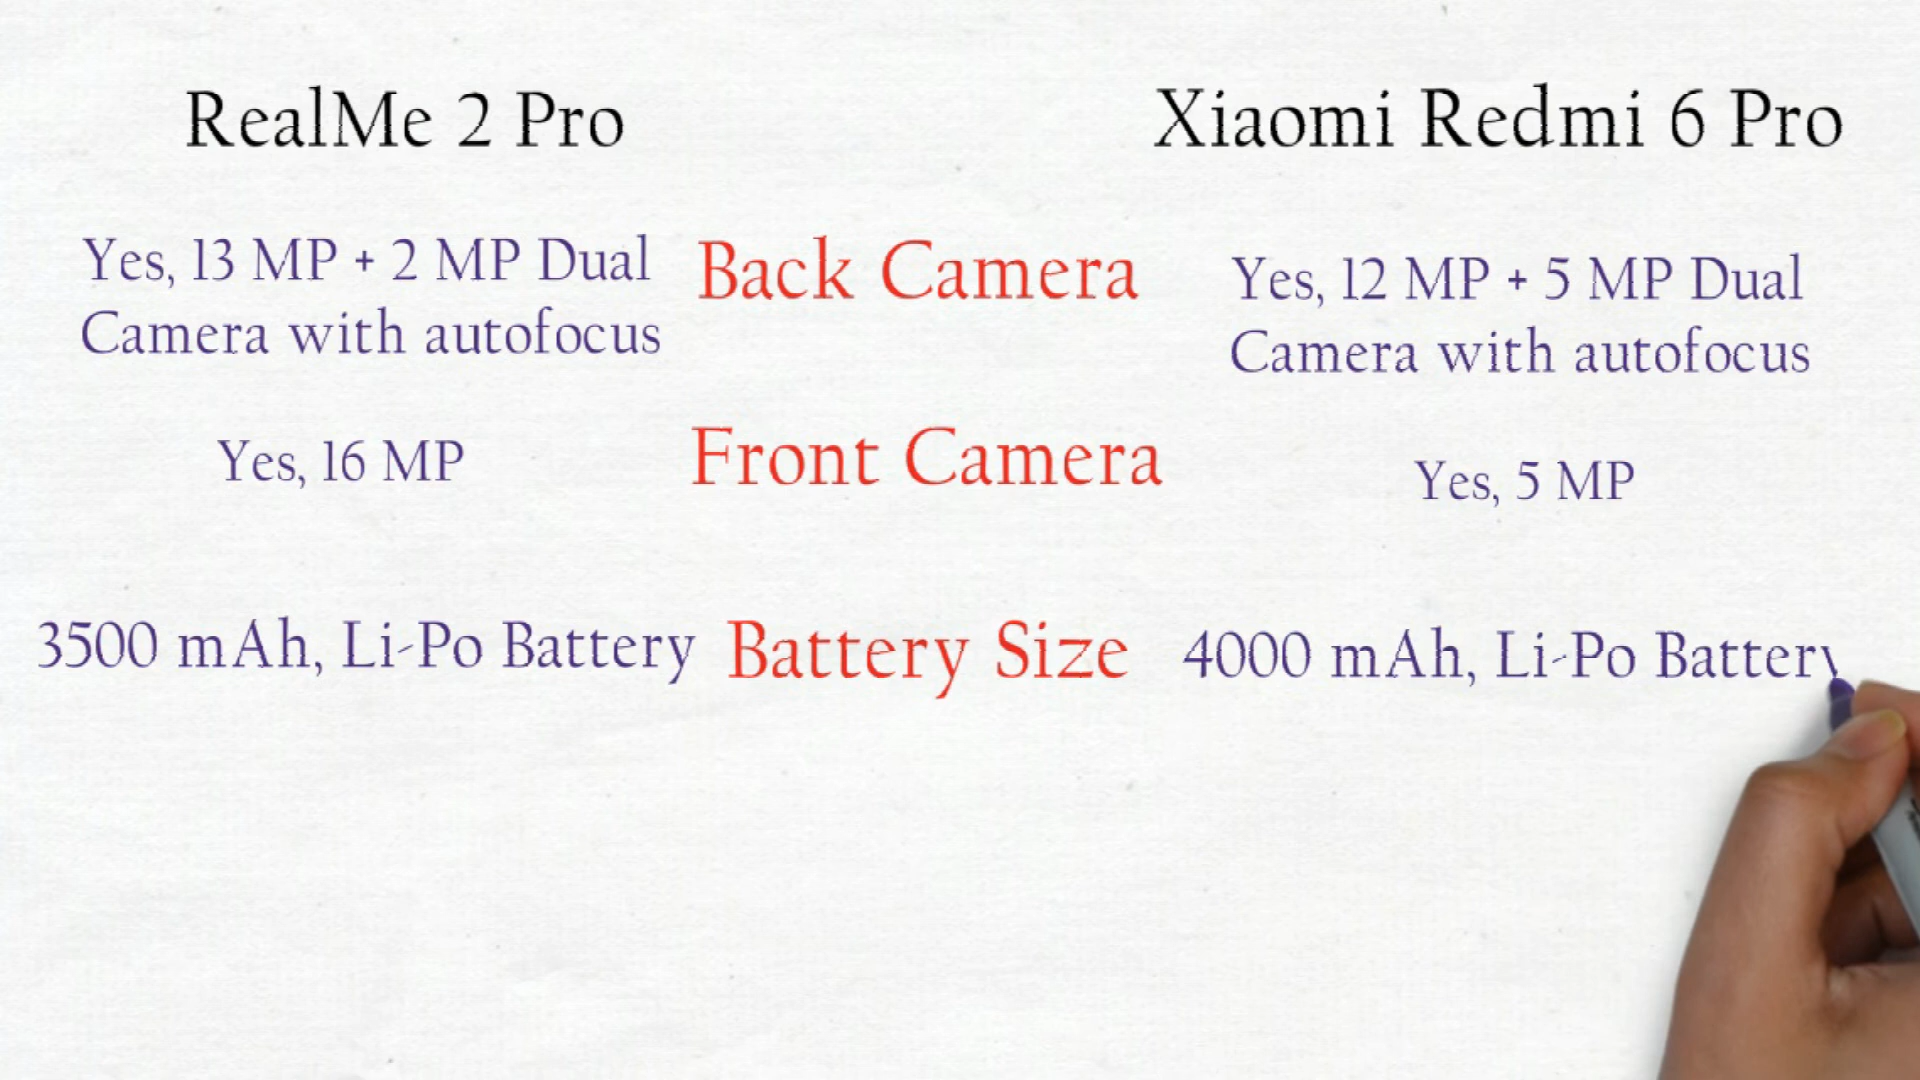 RealMe 2 Pro
Xiaomi Redmi 6 Pro
Yes, 13 MP + 2 MP Dual
Camera with autofocus
Back Camera
Yes, 12 MP + 5 MP Dual
Camera with autofocus
Yes, 16 MP
Front Camera
Yes, 5 MP
3500 mAh, Li-Po Battery
Battery Size
4000 mAh, Li-Po Battery